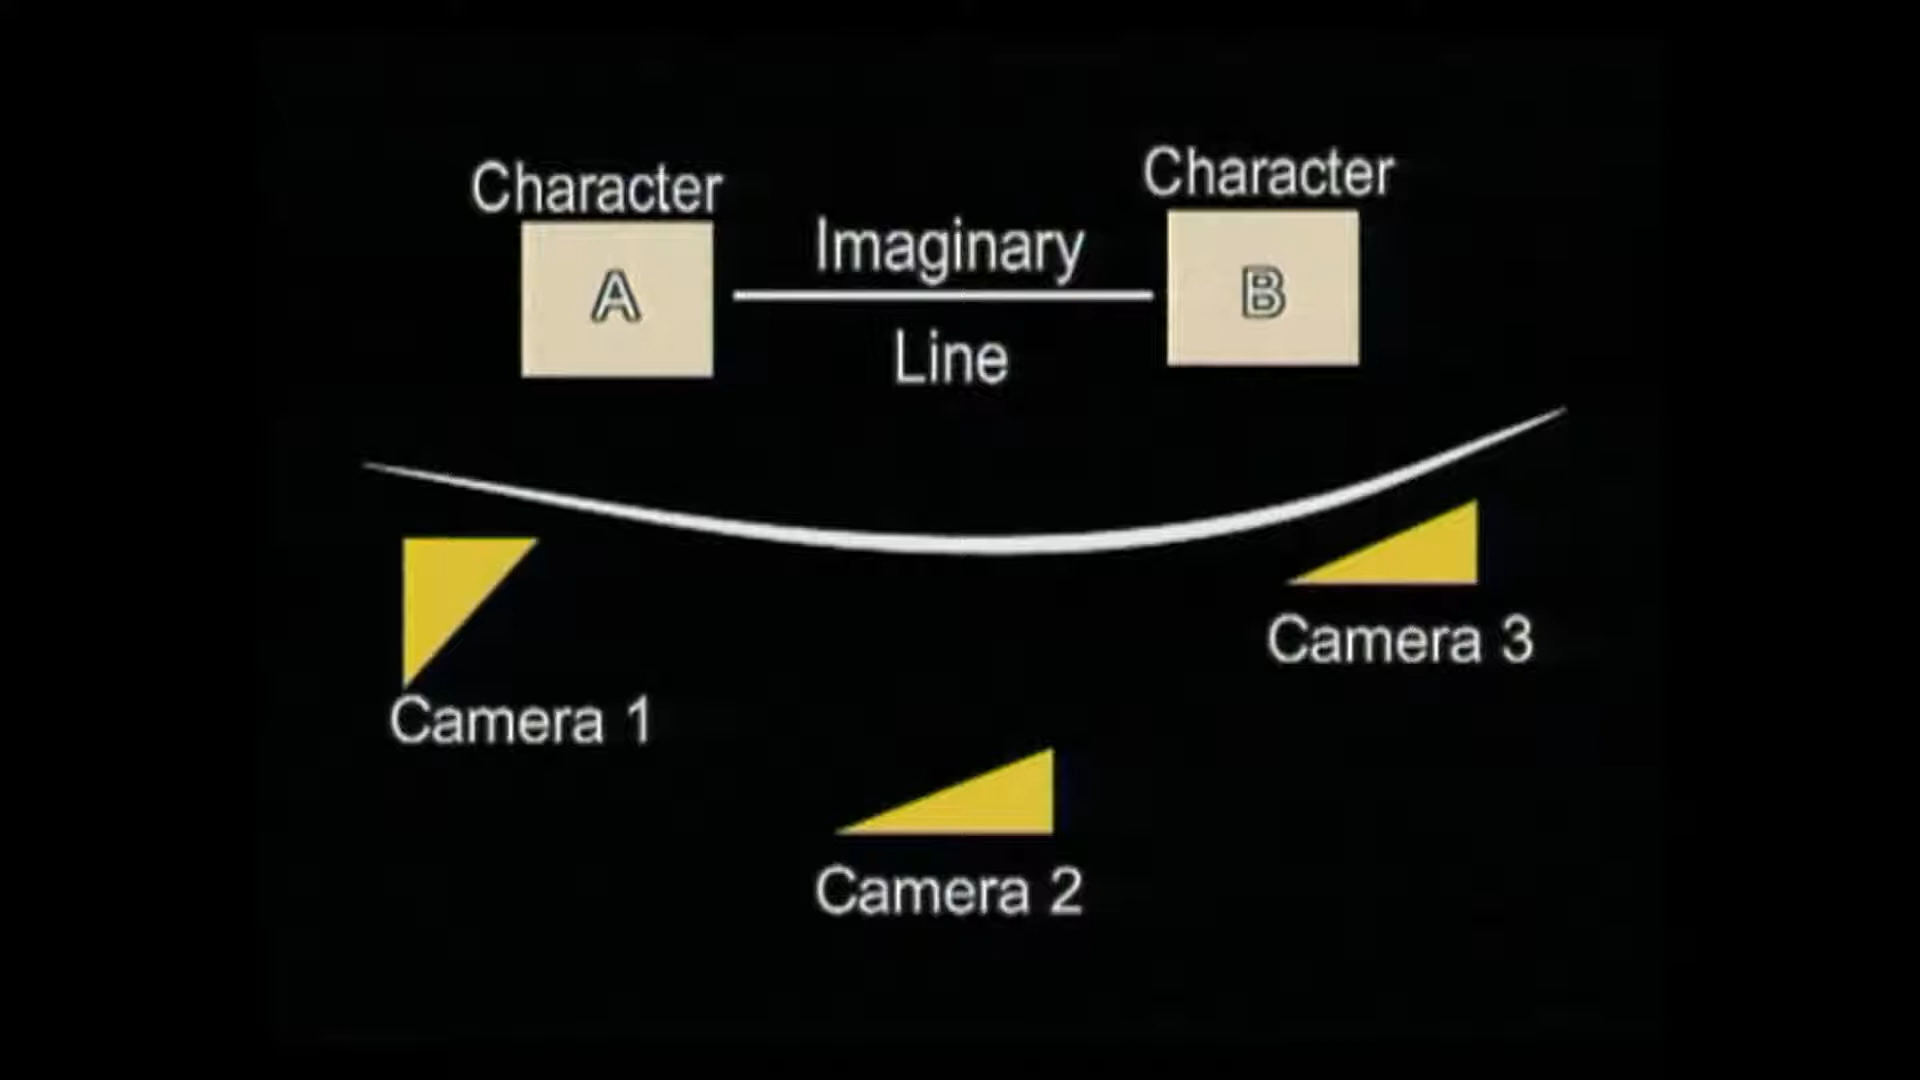 Character
A
Imaginary
Line
Character
B
Camera 1
Camera 2
Camera 3